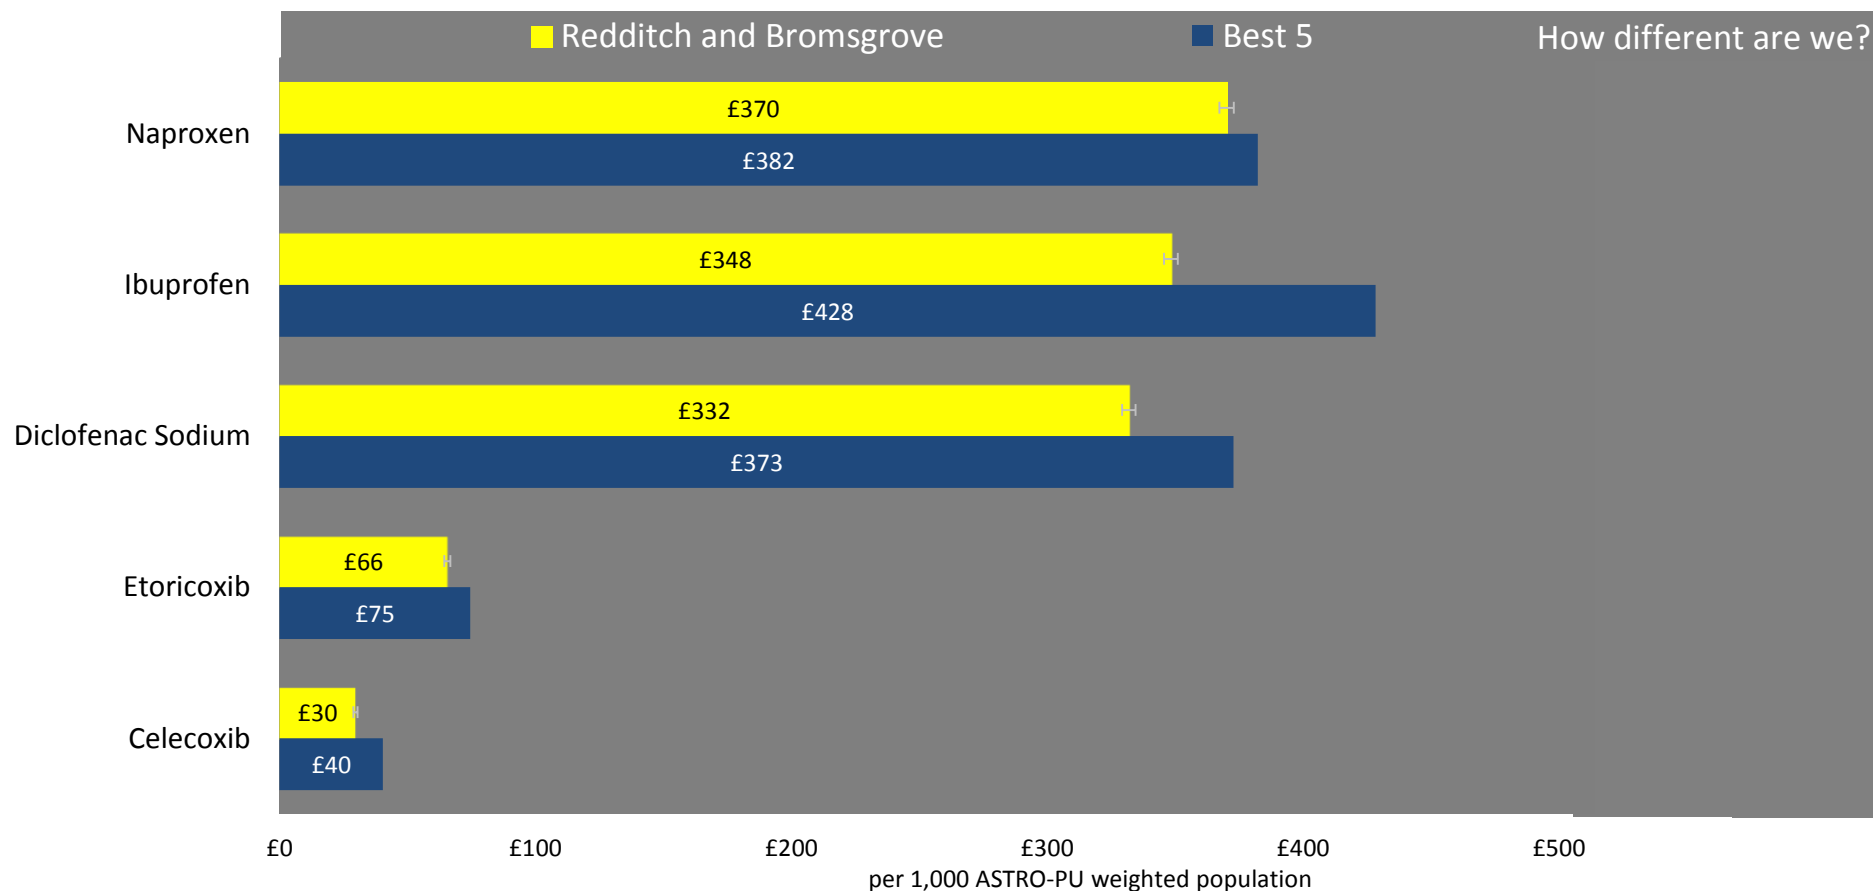 Redditch and Bromsgrove
Best 5
How different are we?
Naproxen
£370
£382
Ibuprofen
£348
£428
Diclofenac Sodium
£332
£373
Etoricoxib
£66
£75
Celecoxib
£30
£40
£0 £100 £200 £300 £400 £500
per 1,000 ASTRO-PU weighted population